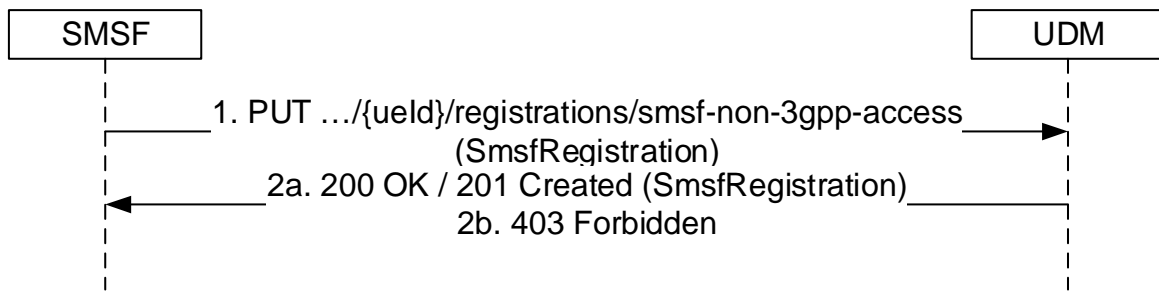 SMSF
UDM
1. PUT …/{ueId}/registrations/smsf-non-3gpp-access
(SmsfRegistration)
2a. 200 OK / 201 Created (SmsfRegistration)
2b. 403 Forbidden